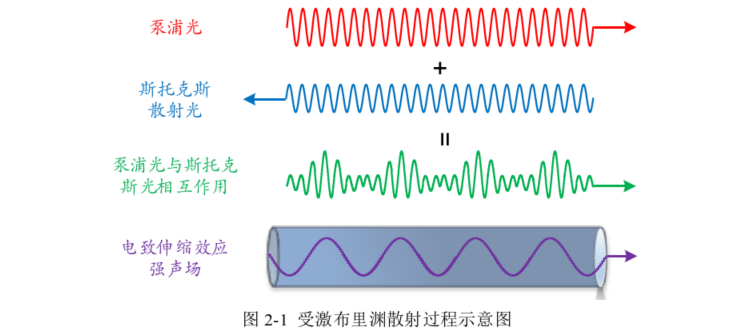 泵浦光
+
斯托克斯
散射光
=
泵浦光与斯托克
斯光相互作用
电致伸缩效应
强声场
图 2-1 受激布里渊散射过程示意图